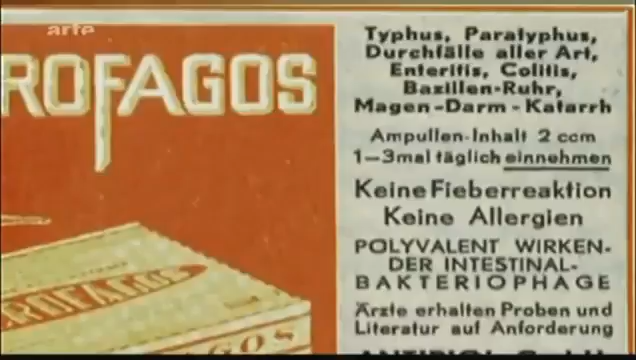 arte
ROFAGOS
Typhus, Paratyphus,
Durchfälle aller Art,
Enteritis, Colitis,
Bazillen-Ruhr,
Magen-Darm-Katarrh
Ampullen-Inhalt 2 ccm
1—3mal täglich einnehmen
Keine Fieberreaktion
Keine Allergien
POLYVALENT WIRKEN-
DER INTESTINAL-
BAKTERIOPHAGE
Ärzte erhalten Proben und
Literatur auf Anforderung
ROFAGOS
GOS